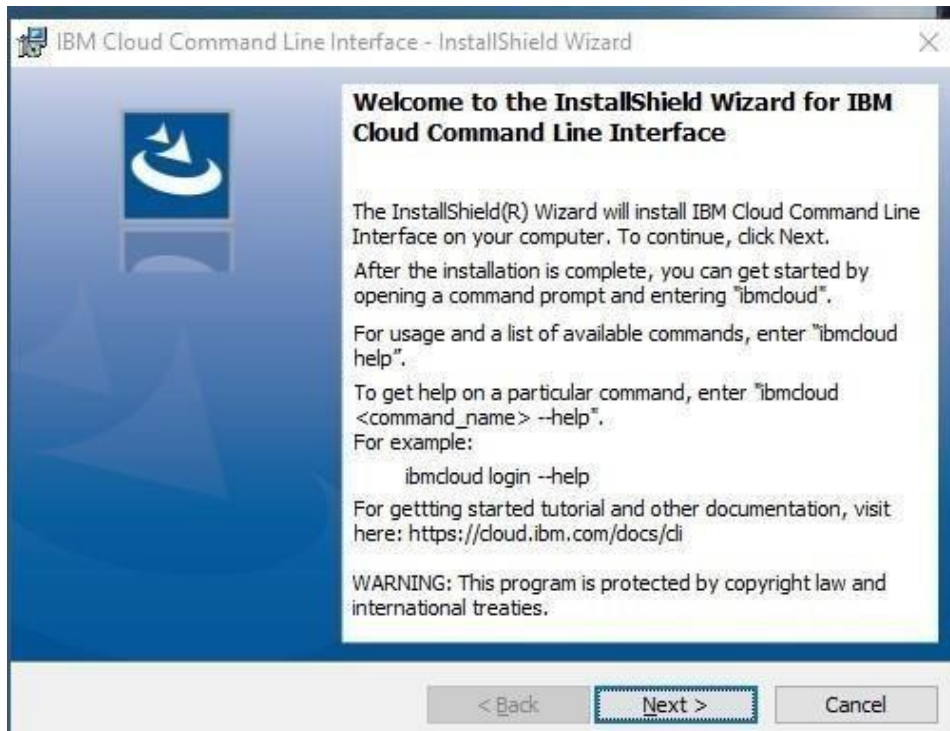 IBM Cloud Command Line Interface - InstallShield Wizard
Welcome to the InstallShield Wizard for IBM
Cloud Command Line Interface
The InstallShield(R) Wizard will install IBM Cloud Command Line
Interface on your computer. To continue, click Next.
After the installation is complete, you can get started by
opening a command prompt and entering "ibmcloud".
For usage and a list of available commands, enter "ibmcloud
help".
To get help on a particular command, enter "ibmcloud
<command_name> --help".
For example:
ibmcloud login --help
For gettting started tutorial and other documentation, visit
here: https://cloud.ibm.com/docs/cli
WARNING: This program is protected by copyright law and
international treaties.
< Back
Next >
Cancel